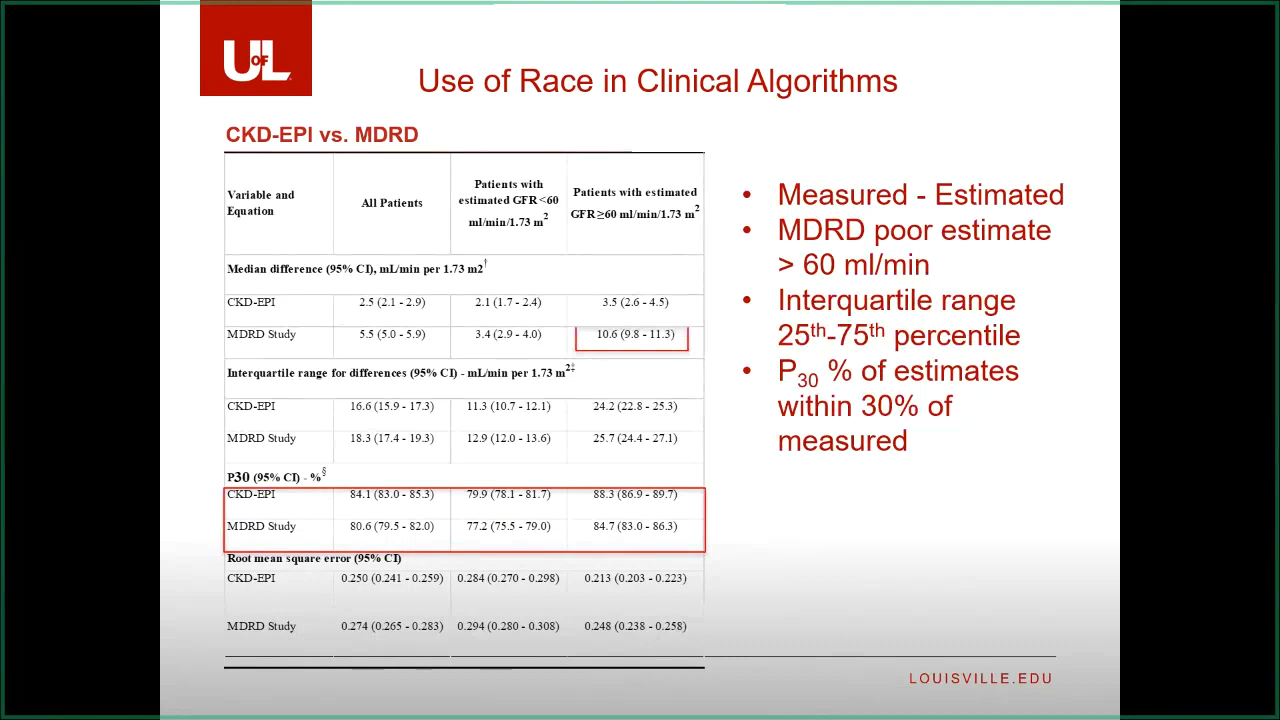 UofL
Use of Race in Clinical Algorithms
CKD-EPI vs. MDRD
Variable and Equation | All Patients | Patients with estimated GFR <60 ml/min/1.73 m² | Patients with estimated GFR ≥60 ml/min/1.73 m²
Median difference (95% CI), mL/min per 1.73 m2†
CKD-EPI | 2.5 (2.1 - 2.9) | 2.1 (1.7 - 2.4) | 3.5 (2.6 - 4.5)
MDRD Study | 5.5 (5.0 - 5.9) | 3.4 (2.9 - 4.0) | 10.6 (9.8 - 11.3)
Interquartile range for differences (95% CI) - mL/min per 1.73 m²‡
CKD-EPI | 16.6 (15.9 - 17.3) | 11.3 (10.7 - 12.1) | 24.2 (22.8 - 25.3)
MDRD Study | 18.3 (17.4 - 19.3) | 12.9 (12.0 - 13.6) | 25.7 (24.4 - 27.1)
P30 (95% CI) - %§
CKD-EPI | 84.1 (83.0 - 85.3) | 79.9 (78.1 - 81.7) | 88.3 (86.9 - 89.7)
MDRD Study | 80.6 (79.5 - 82.0) | 77.2 (75.5 - 79.0) | 84.7 (83.0 - 86.3)
Root mean square error (95% CI)
CKD-EPI | 0.250 (0.241 - 0.259) | 0.284 (0.270 - 0.298) | 0.213 (0.203 - 0.223)
MDRD Study | 0.274 (0.265 - 0.283) | 0.294 (0.280 - 0.308) | 0.248 (0.238 - 0.258)
• Measured - Estimated
• MDRD poor estimate
> 60 ml/min
• Interquartile range
25th-75th percentile
• P30 % of estimates
within 30% of
measured
LOUISVILLE.EDU